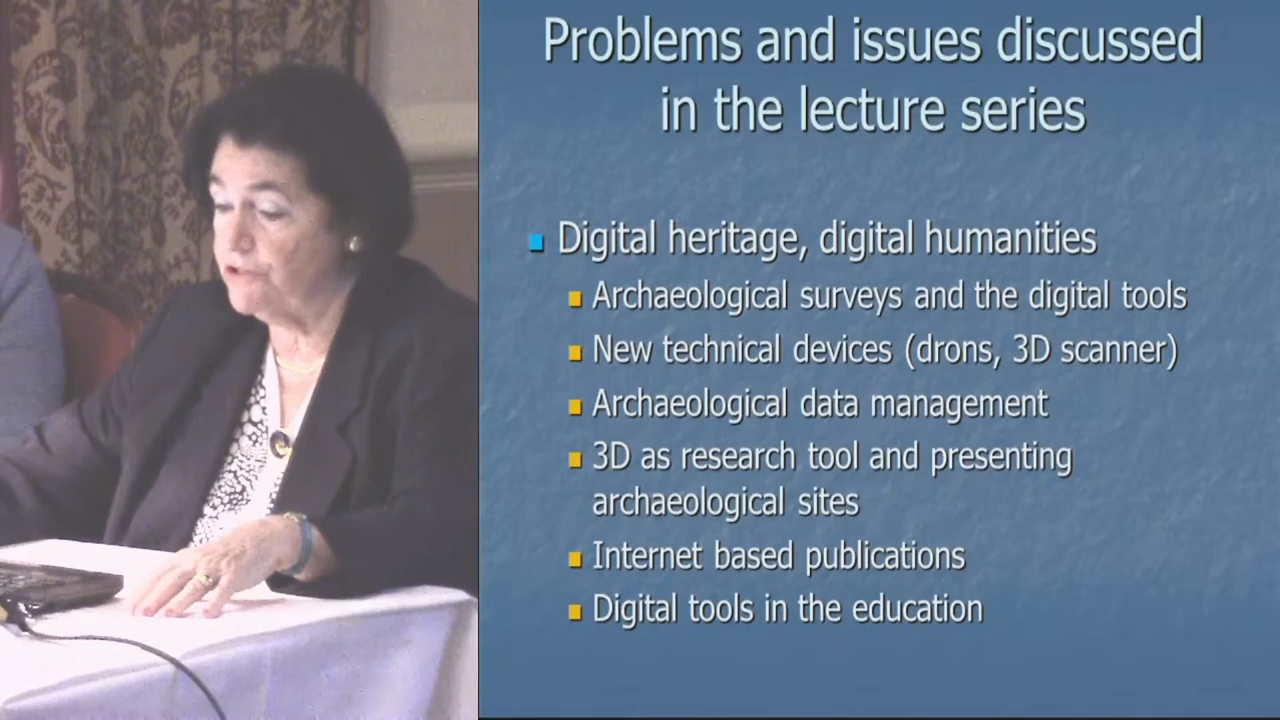 Problems and issues discussed
in the lecture series
Digital heritage, digital humanities
Archaeological surveys and the digital tools
New technical devices (drons, 3D scanner)
Archaeological data management
3D as research tool and presenting
archaeological sites
Internet based publications
Digital tools in the education